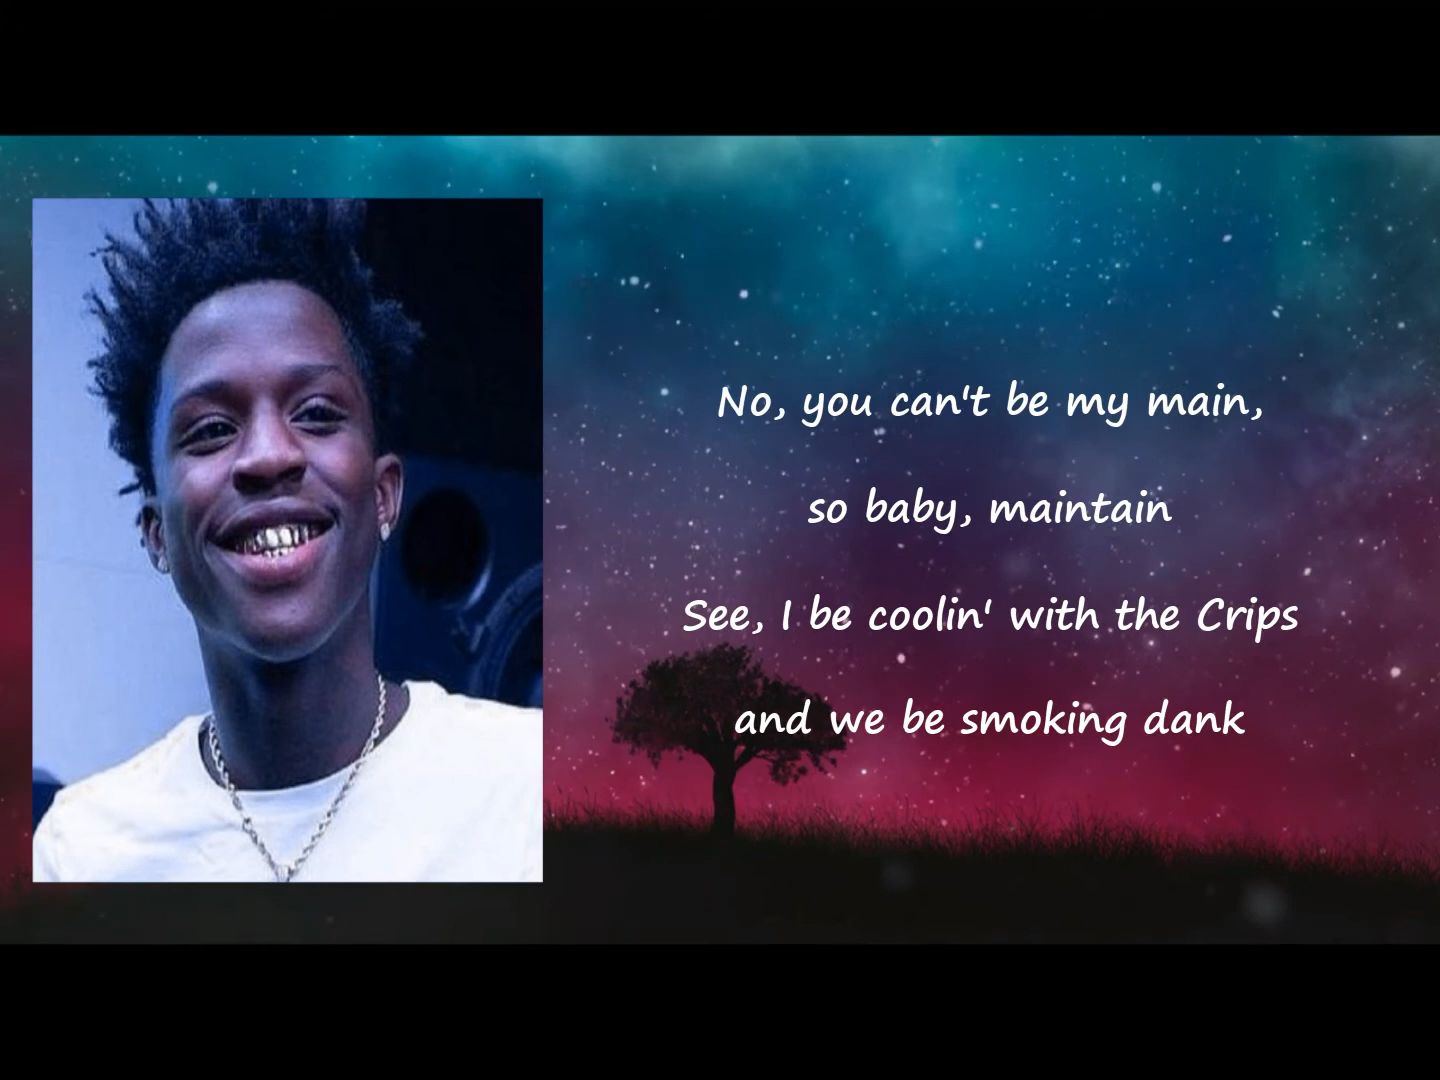 No, you can't be my main,
so baby, maintain
See, I be coolin' with the Crips
and we be smoking dank